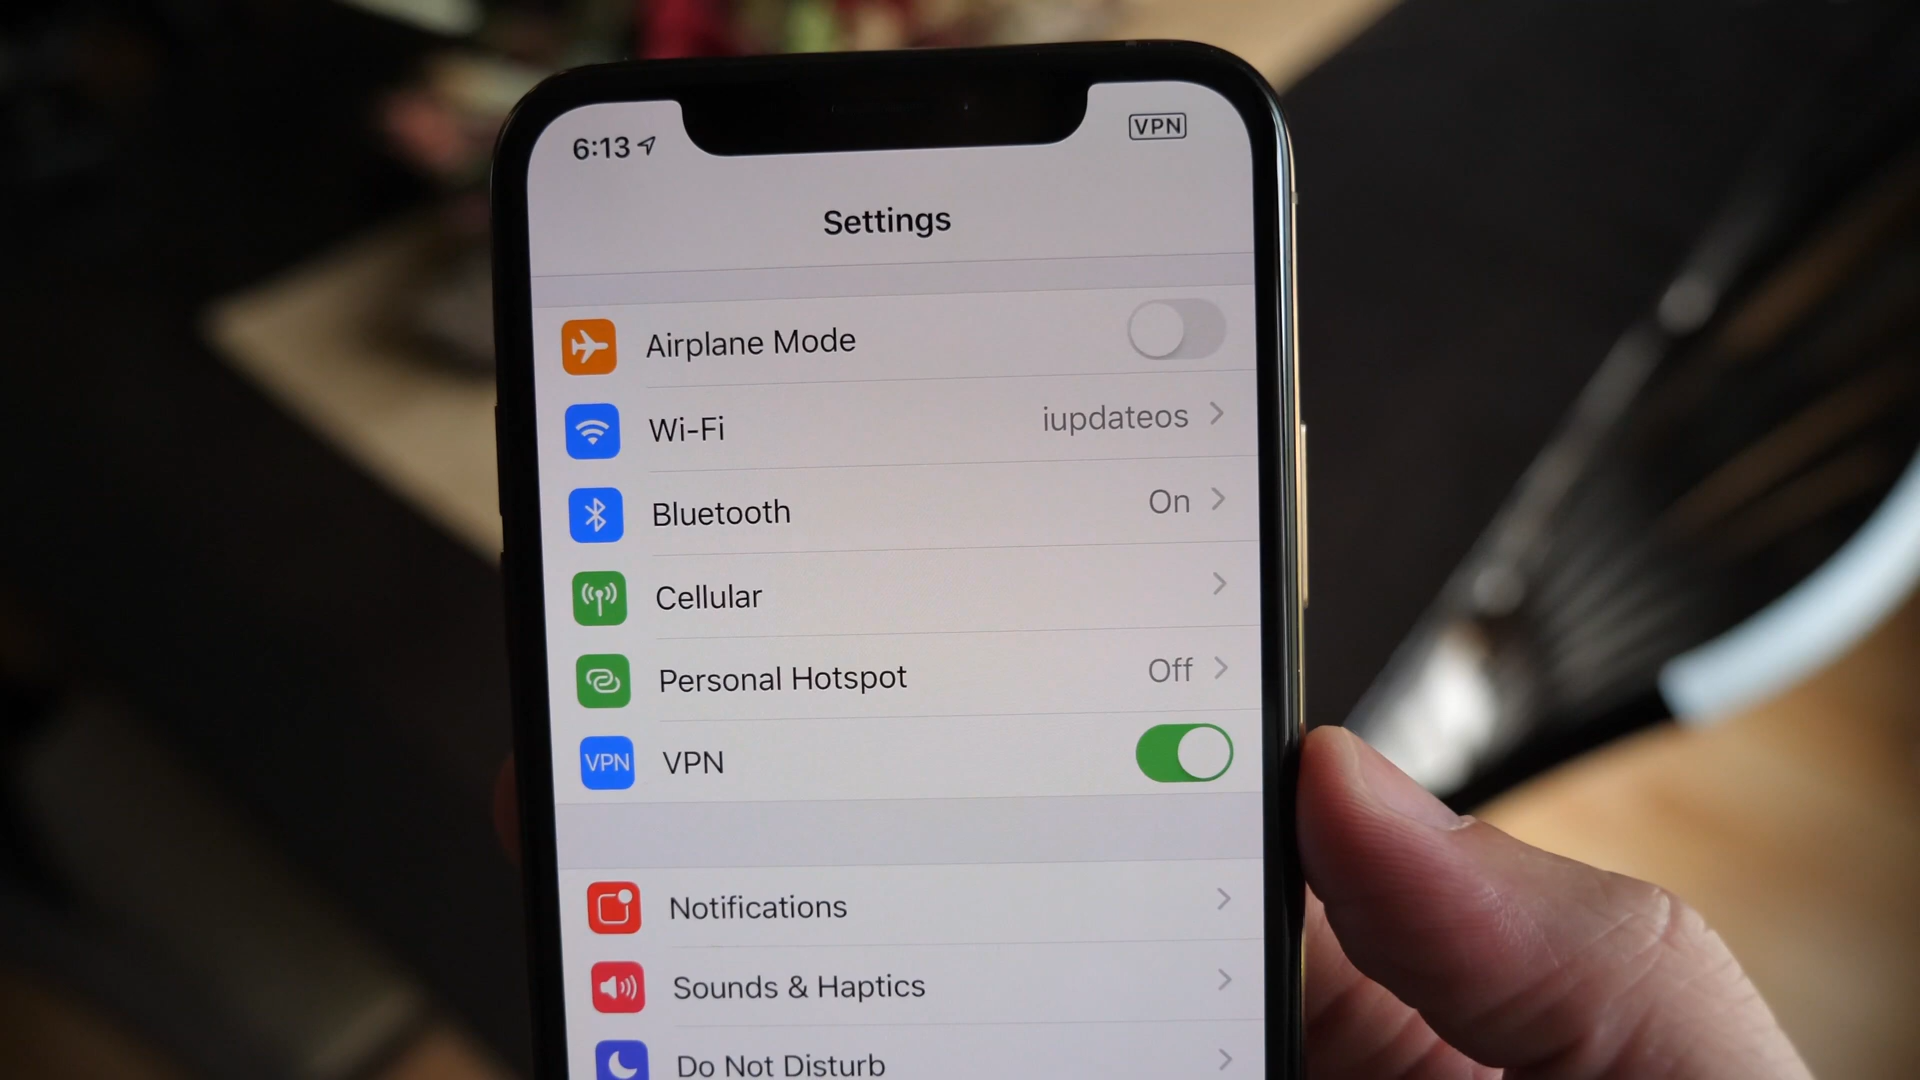 6:13
VPN
Settings
Airplane Mode
Wi-Fi iupdateos
Bluetooth On
Cellular
Personal Hotspot Off
VPN VPN
Notifications
Sounds & Haptics
Do Not Disturb